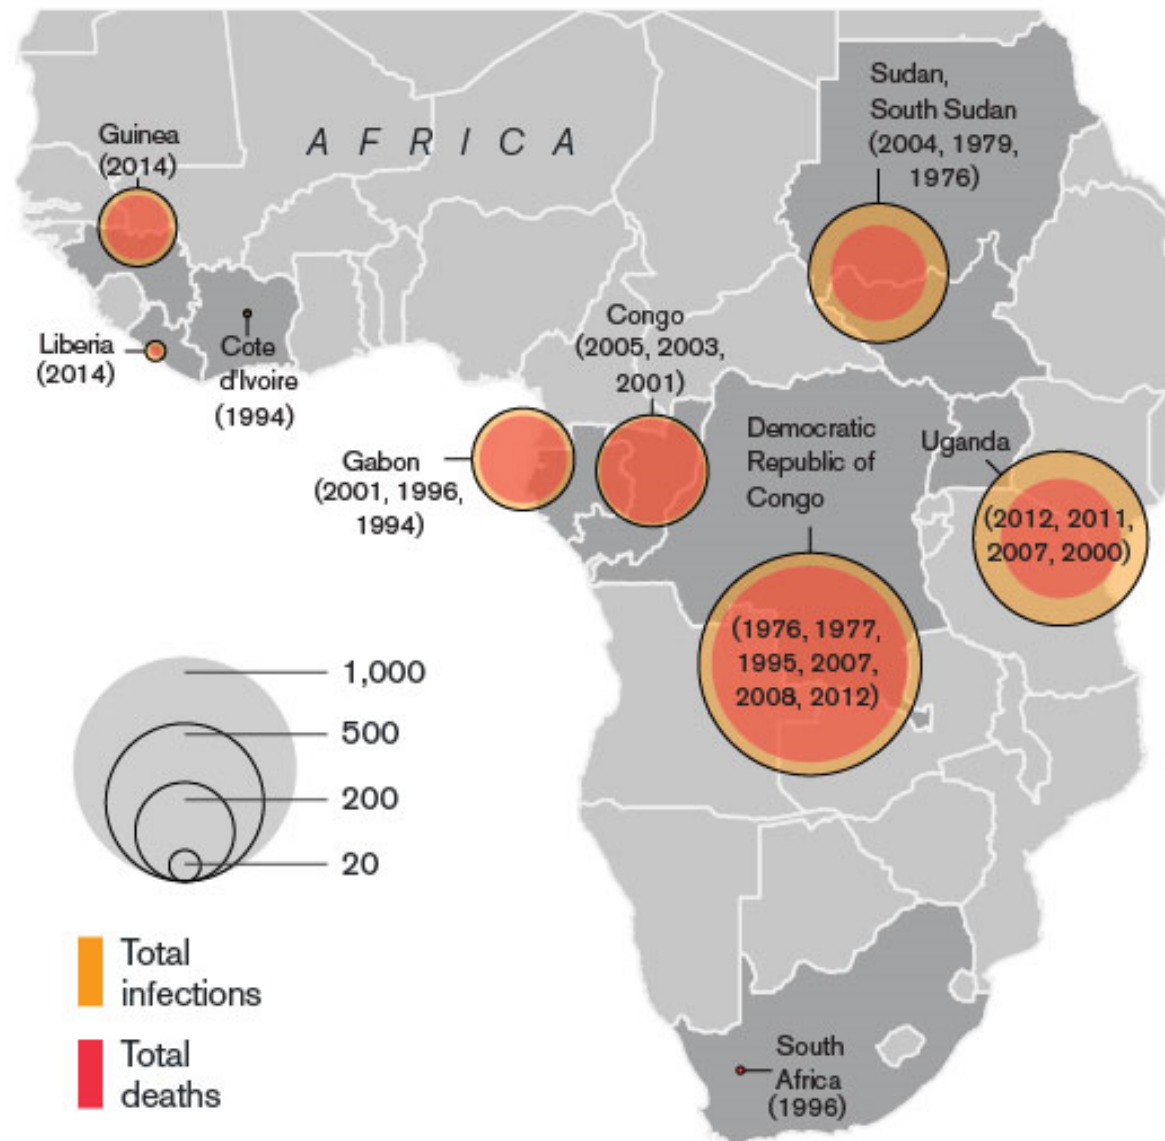 Sudan,
South Sudan
(2004, 1979,
1976)
Guinea
(2014)
AFRICA
Liberia
(2014)
Cote
d'Ivoire
(1994)
Congo
(2005, 2003,
2001)
Gabon
(2001, 1996,
1994)
Democratic
Republic of
Congo
(1976, 1977,
1995, 2007,
2008, 2012)
Uganda
(2012, 2011,
2007, 2000)
1,000
500
200
20
Total
infections
Total
deaths
South
Africa
(1996)